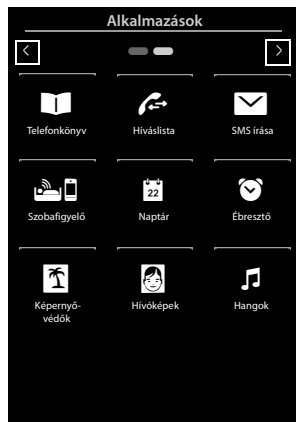 Alkalmazások
Telefonkönyv
Híváslista
SMS írása
22
Szobafigyelő
Naptár
Ébresztő
Képernyő-
védők
Hívóképek
Hangok